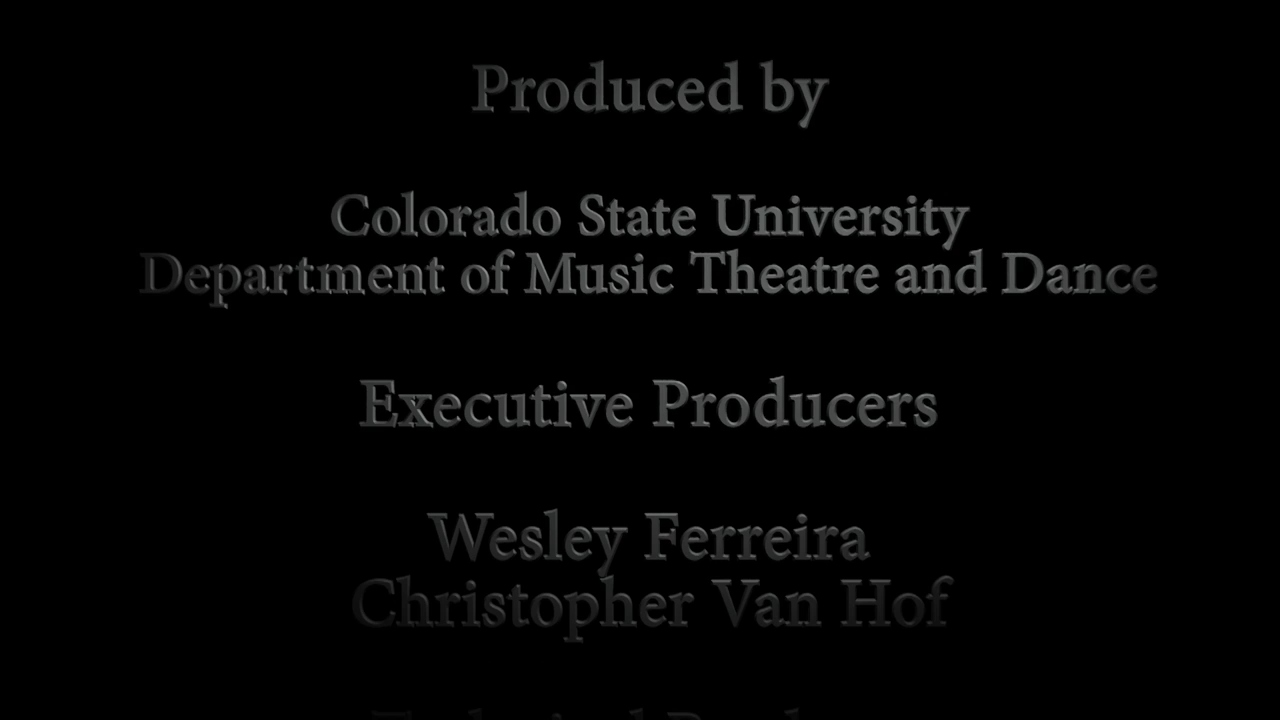 Produced by
Colorado State University
Department of Music Theatre and Dance
Executive Producers
Wesley Ferreira
Christopher Van Hof